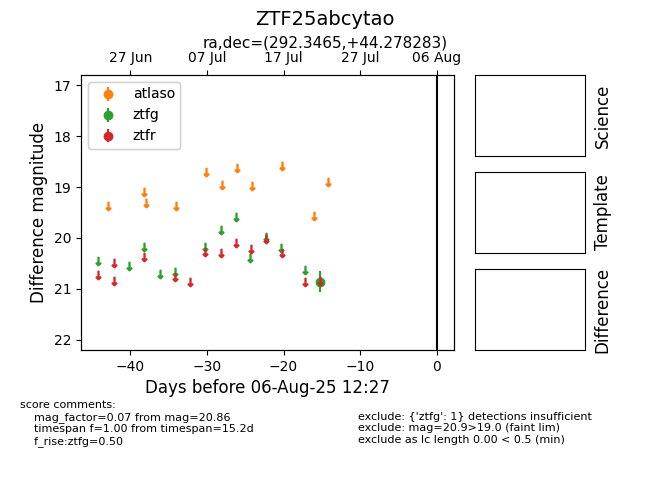 ZTF25abcytao
ra,dec=(292.3465,+44.278283)
27 Jun 07 Jul 17 Jul 27 Jul 06 Aug
atlaso
ztfg
ztfr
17
18
19
20
21
22
Difference magnitude
−40 −30 −20 −10 0
Days before 06-Aug-25 12:27
Science
Template
Difference
score comments:
mag_factor=0.07 from mag=20.86
timespan f=1.00 from timespan=15.2d
f_rise:ztfg=0.50
exclude: {'ztfg': 1} detections insufficient
exclude: mag=20.9>19.0 (faint lim)
exclude as lc length 0.00 < 0.5 (min)